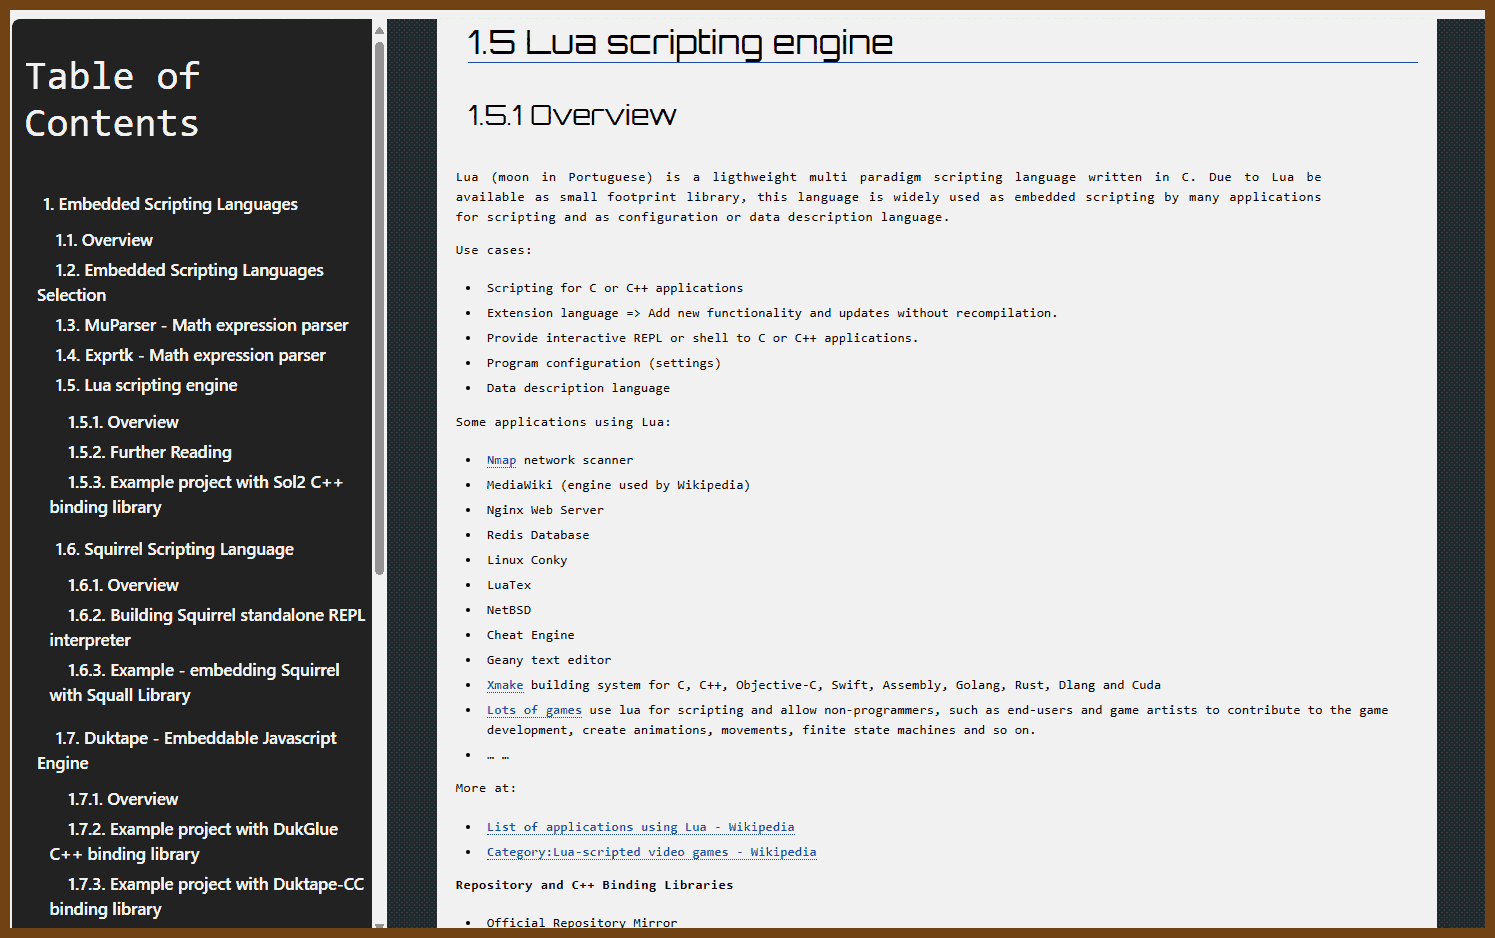 Table of
Contents
1. Embedded Scripting Languages
1.1. Overview
1.2. Embedded Scripting Languages
Selection
1.3. MuParser - Math expression parser
1.4. Exprtk - Math expression parser
1.5. Lua scripting engine
1.5.1. Overview
1.5.2. Further Reading
1.5.3. Example project with Sol2 C++
binding library
1.6. Squirrel Scripting Language
1.6.1. Overview
1.6.2. Building Squirrel standalone REPL
interpreter
1.6.3. Example - embedding Squirrel
with Squall Library
1.7. Duktape - Embeddable Javascript
Engine
1.7.1. Overview
1.7.2. Example project with DukGlue
C++ binding library
1.7.3. Example project with Duktape-CC
binding library
1.5 Lua scripting engine
1.5.1 Overview
Lua (moon in Portuguese) is a ligthweight multi paradigm scripting language written in C. Due to Lua be
available as small footprint library, this language is widely used as embedded scripting by many applications
for scripting and as configuration or data description language.
Use cases:
• Scripting for C or C++ applications
• Extension language => Add new functionality and updates without recompilation.
• Provide interactive REPL or shell to C or C++ applications.
• Program configuration (settings)
• Data description language
Some applications using Lua:
• Nmap network scanner
• MediaWiki (engine used by Wikipedia)
• Nginx Web Server
• Redis Database
• Linux Conky
• LuaTex
• NetBSD
• Cheat Engine
• Geany text editor
• Xmake building system for C, C++, Objective-C, Swift, Assembly, Golang, Rust, Dlang and Cuda
• Lots of games use lua for scripting and allow non-programmers, such as end-users and game artists to contribute to the game
development, create animations, movements, finite state machines and so on.
• … …
More at:
• List of applications using Lua - Wikipedia
• Category:Lua-scripted video games - Wikipedia
Repository and C++ Binding Libraries
• Official Repository Mirror